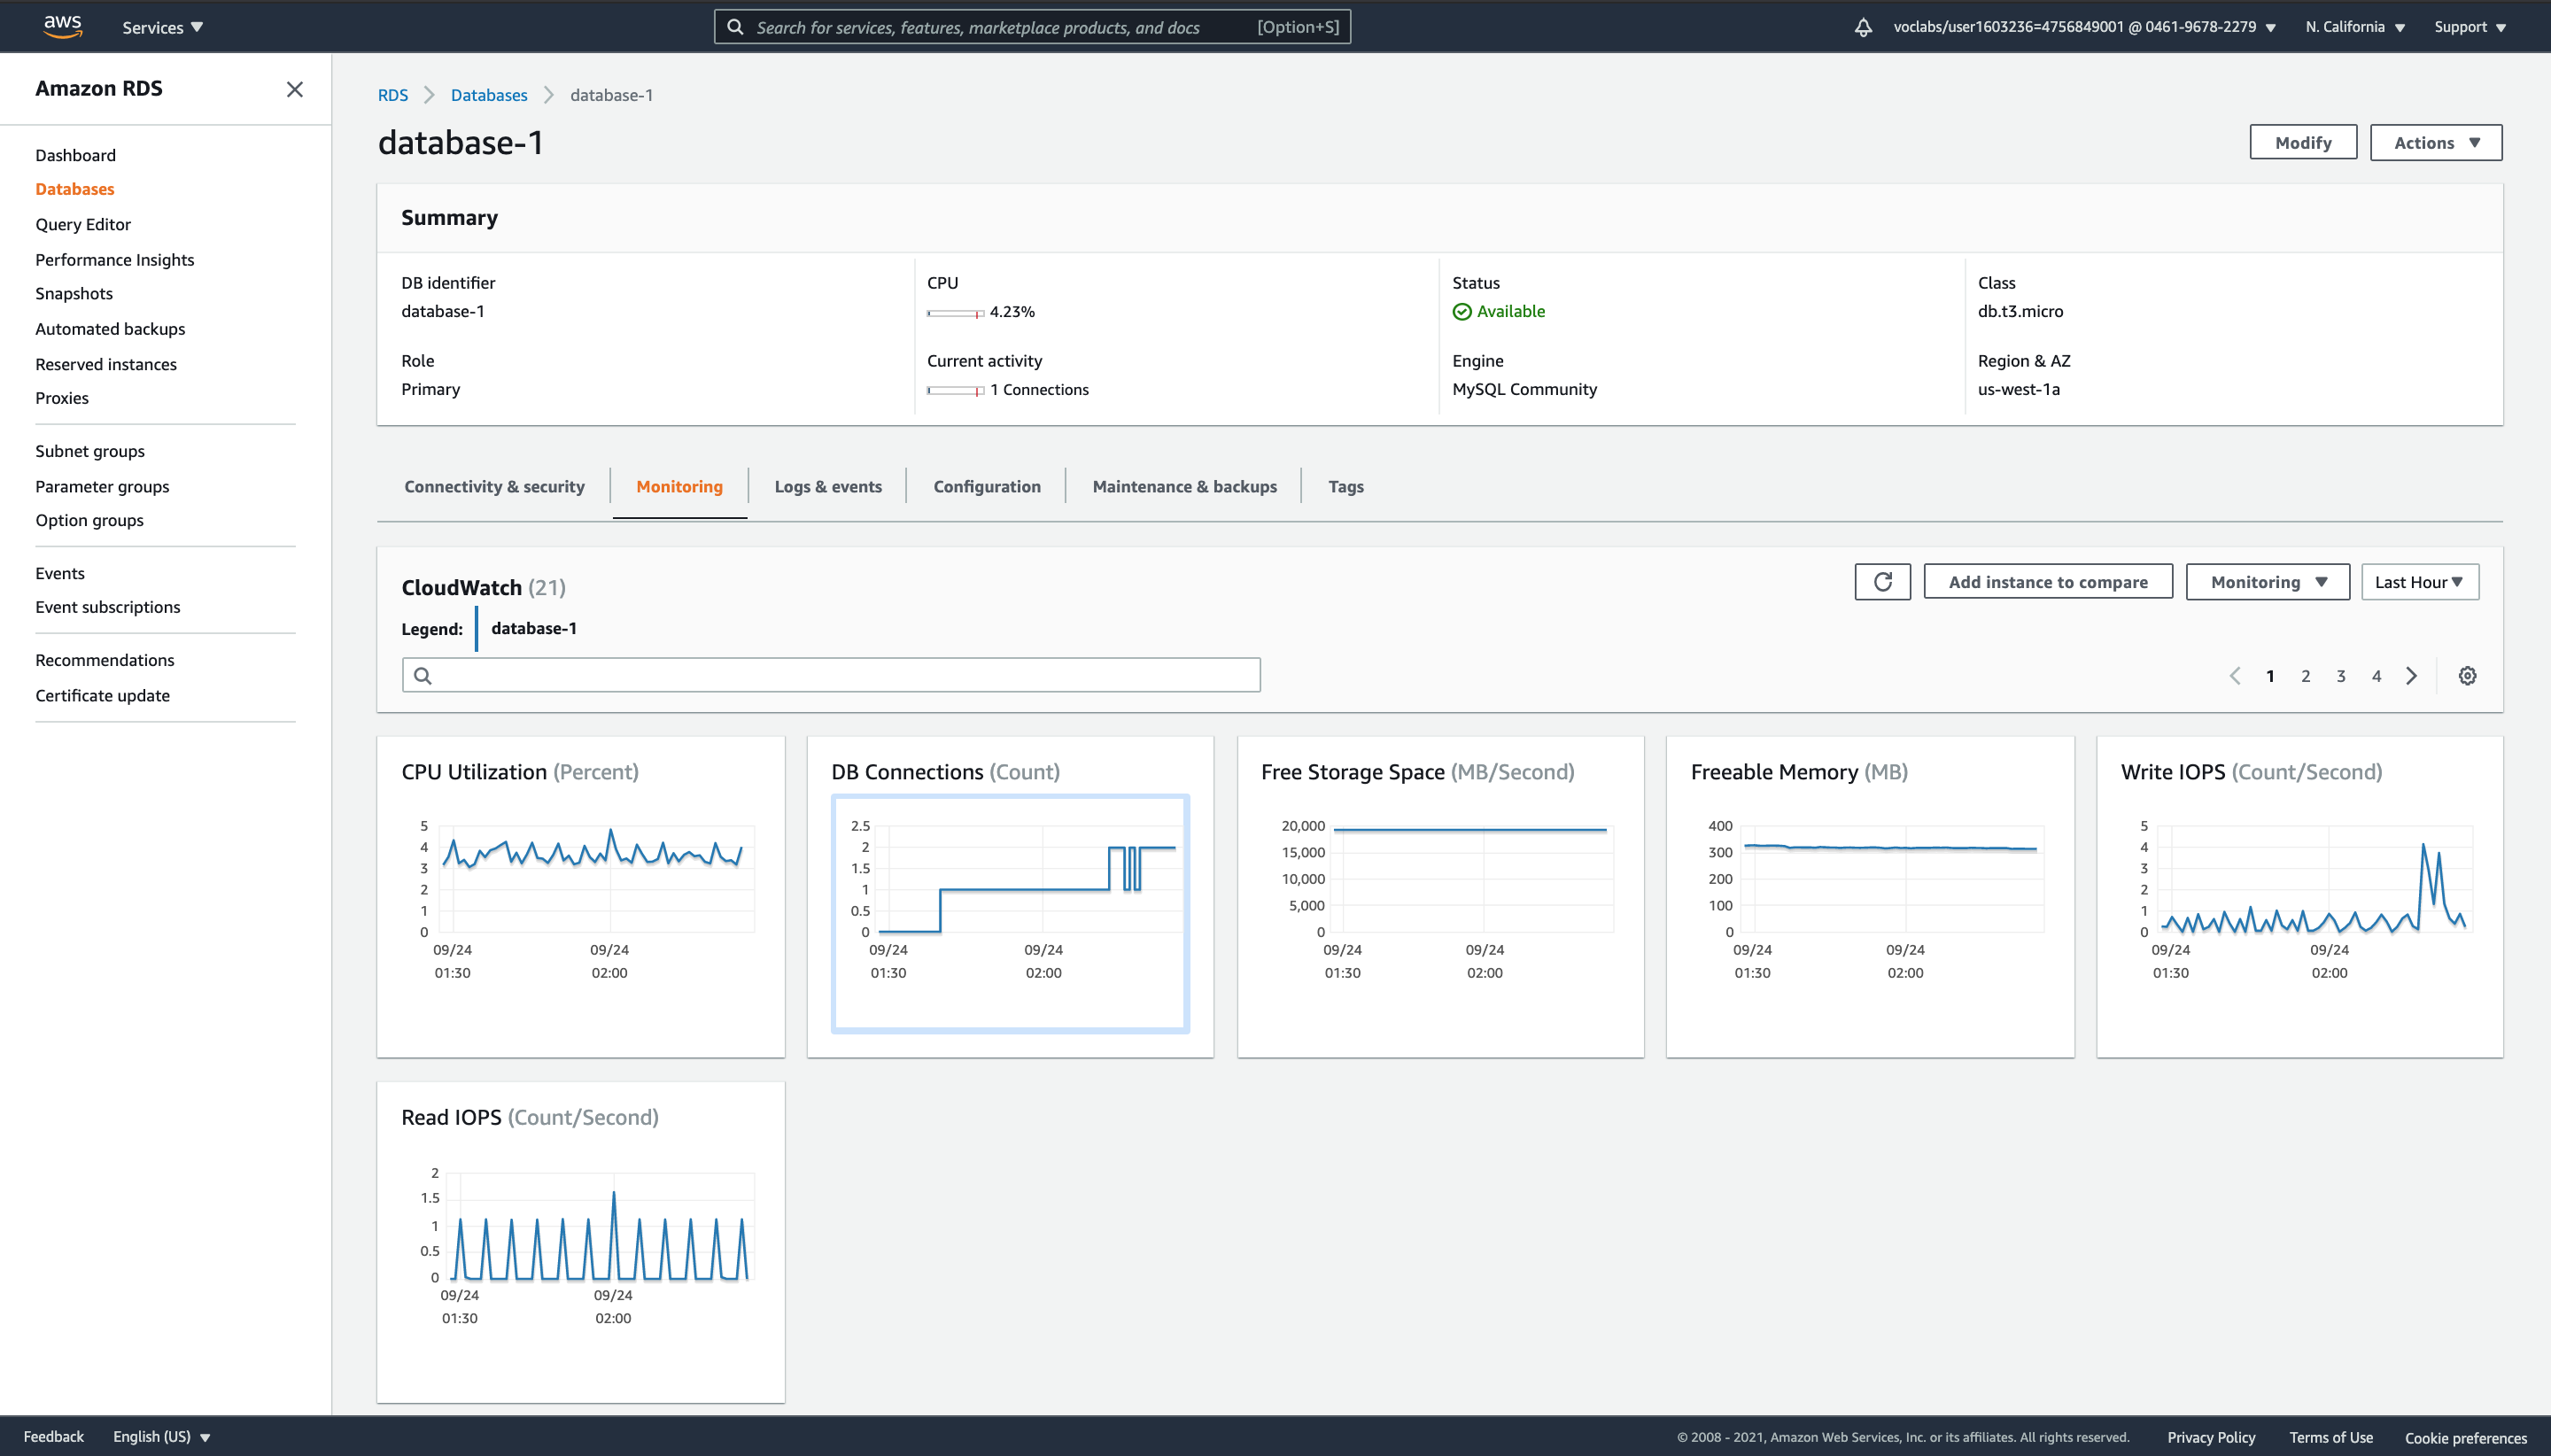 aws
Services
Search for services, features, marketplace products, and docs [Option+S]
voclabs/user1603236=4756849001 @ 0461-9678-2279
N. California
Support
Amazon RDS
Dashboard
Databases
Query Editor
Performance Insights
Snapshots
Automated backups
Reserved instances
Proxies
Subnet groups
Parameter groups
Option groups
Events
Event subscriptions
Recommendations
Certificate update
RDS
Databases
database-1
database-1
Modify
Actions
Summary
DB identifier
database-1
CPU
4.23%
Status
Available
Class
db.t3.micro
Role
Primary
Current activity
1 Connections
Engine
MySQL Community
Region & AZ
us-west-1a
Connectivity & security
Monitoring
Logs & events
Configuration
Maintenance & backups
Tags
CloudWatch (21)
Add instance to compare
Monitoring
Last Hour
Legend:
database-1
1 2 3 4
CPU Utilization (Percent)
5
4
3
2
1
0
09/24 09/24
01:30 02:00
DB Connections (Count)
2.5
2
1.5
1
0.5
0
09/24 09/24
01:30 02:00
Free Storage Space (MB/Second)
20,000
15,000
10,000
5,000
0
09/24 09/24
01:30 02:00
Freeable Memory (MB)
400
300
200
100
0
09/24 09/24
01:30 02:00
Write IOPS (Count/Second)
5
4
3
2
1
0
09/24 09/24
01:30 02:00
Read IOPS (Count/Second)
2
1.5
1
0.5
0
09/24 09/24
01:30 02:00
Feedback
English (US)
© 2008 - 2021, Amazon Web Services, Inc. or its affiliates. All rights reserved.
Privacy Policy
Terms of Use
Cookie preferences